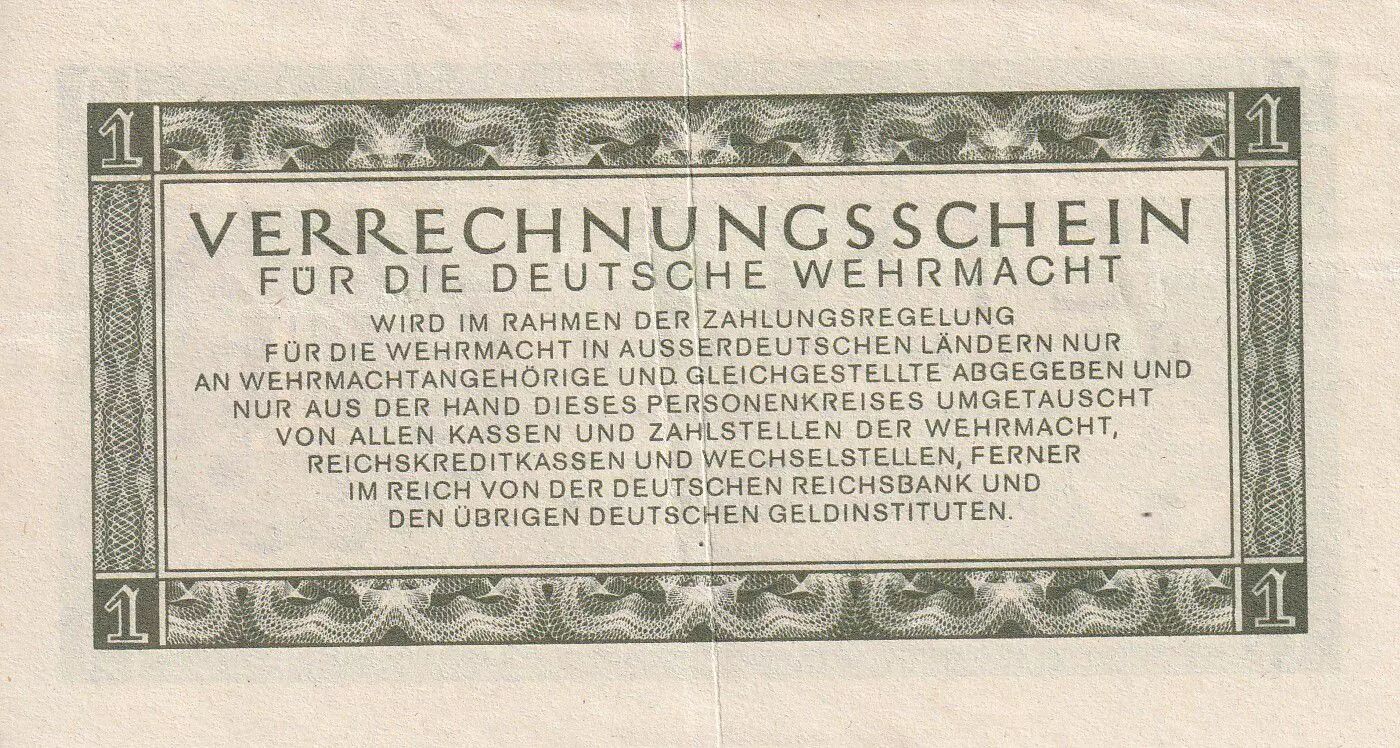 1 1
VERRECHNUNGSSCHEIN
FÜR DIE DEUTSCHE WEHRMACHT
WIRD IM RAHMEN DER ZAHLUNGSREGELUNG
FÜR DIE WEHRMACHT IN AUSSERDEUTSCHEN LÄNDERN NUR
AN WEHRMACHTANGEHÖRIGE UND GLEICHGESTELLTE ABGEGEBEN UND
NUR AUS DER HAND DIESES PERSONENKREISES UMGETAUSCHT
VON ALLEN KASSEN UND ZAHLSTELLEN DER WEHRMACHT,
REICHSKREDITKASSEN UND WECHSELSTELLEN, FERNER
IM REICH VON DER DEUTSCHEN REICHSBANK UND
DEN ÜBRIGEN DEUTSCHEN GELDINSTITUTEN.
1 1